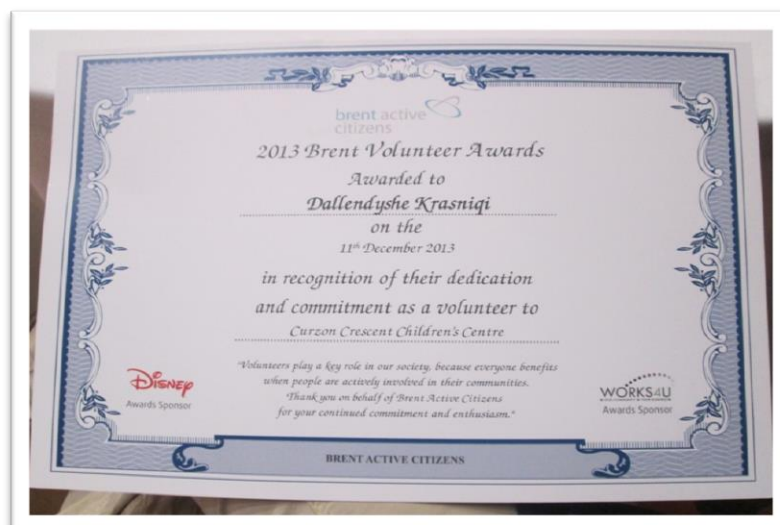 brent active
citizens
2013 Brent Volunteer Awards
Awarded to
Dallendyshe Krasniqi
on the
11th December 2013
in recognition of their dedication
and commitment as a volunteer to
Curzon Crescent Children's Centre
"Volunteers play a key role in our society, because everyone benefits
when people are actively involved in their communities.
Thank you on behalf of Brent Active Citizens
for your continued commitment and enthusiasm."
Disney
Awards Sponsor
WORKS4U
Awards Sponsor
BRENT ACTIVE CITIZENS